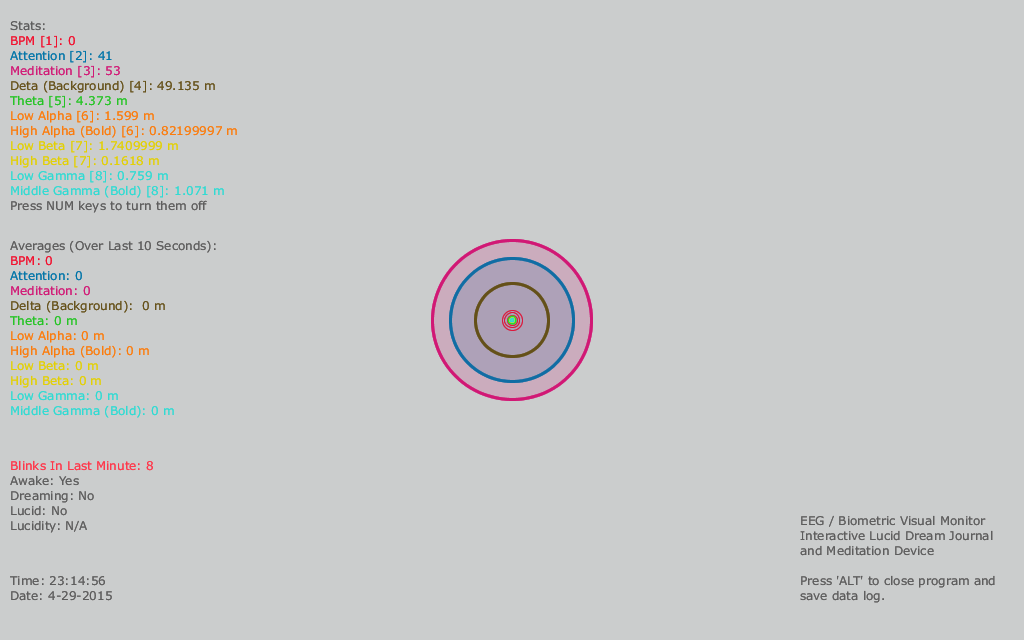 Stats:
BPM [1]: 0
Attention [2]: 41
Meditation [3]: 53
Deta (Background) [4]: 49.135 m
Theta [5]: 4.373 m
Low Alpha [6]: 1.599 m
High Alpha (Bold) [6]: 0.82199997 m
Low Beta [7]: 1.7409999 m
High Beta [7]: 0.1618 m
Low Gamma [8]: 0.759 m
Middle Gamma (Bold) [8]: 1.071 m
Press NUM keys to turn them off
Averages (Over Last 10 Seconds):
BPM: 0
Attention: 0
Meditation: 0
Delta (Background):  0 m
Theta: 0 m
Low Alpha: 0 m
High Alpha (Bold): 0 m
Low Beta: 0 m
High Beta: 0 m
Low Gamma: 0 m
Middle Gamma (Bold): 0 m
Blinks In Last Minute: 8
Awake: Yes
Dreaming: No
Lucid: No
Lucidity: N/A
Time: 23:14:56
Date: 4-29-2015
EEG / Biometric Visual Monitor
Interactive Lucid Dream Journal
and Meditation Device
Press 'ALT' to close program and
save data log.